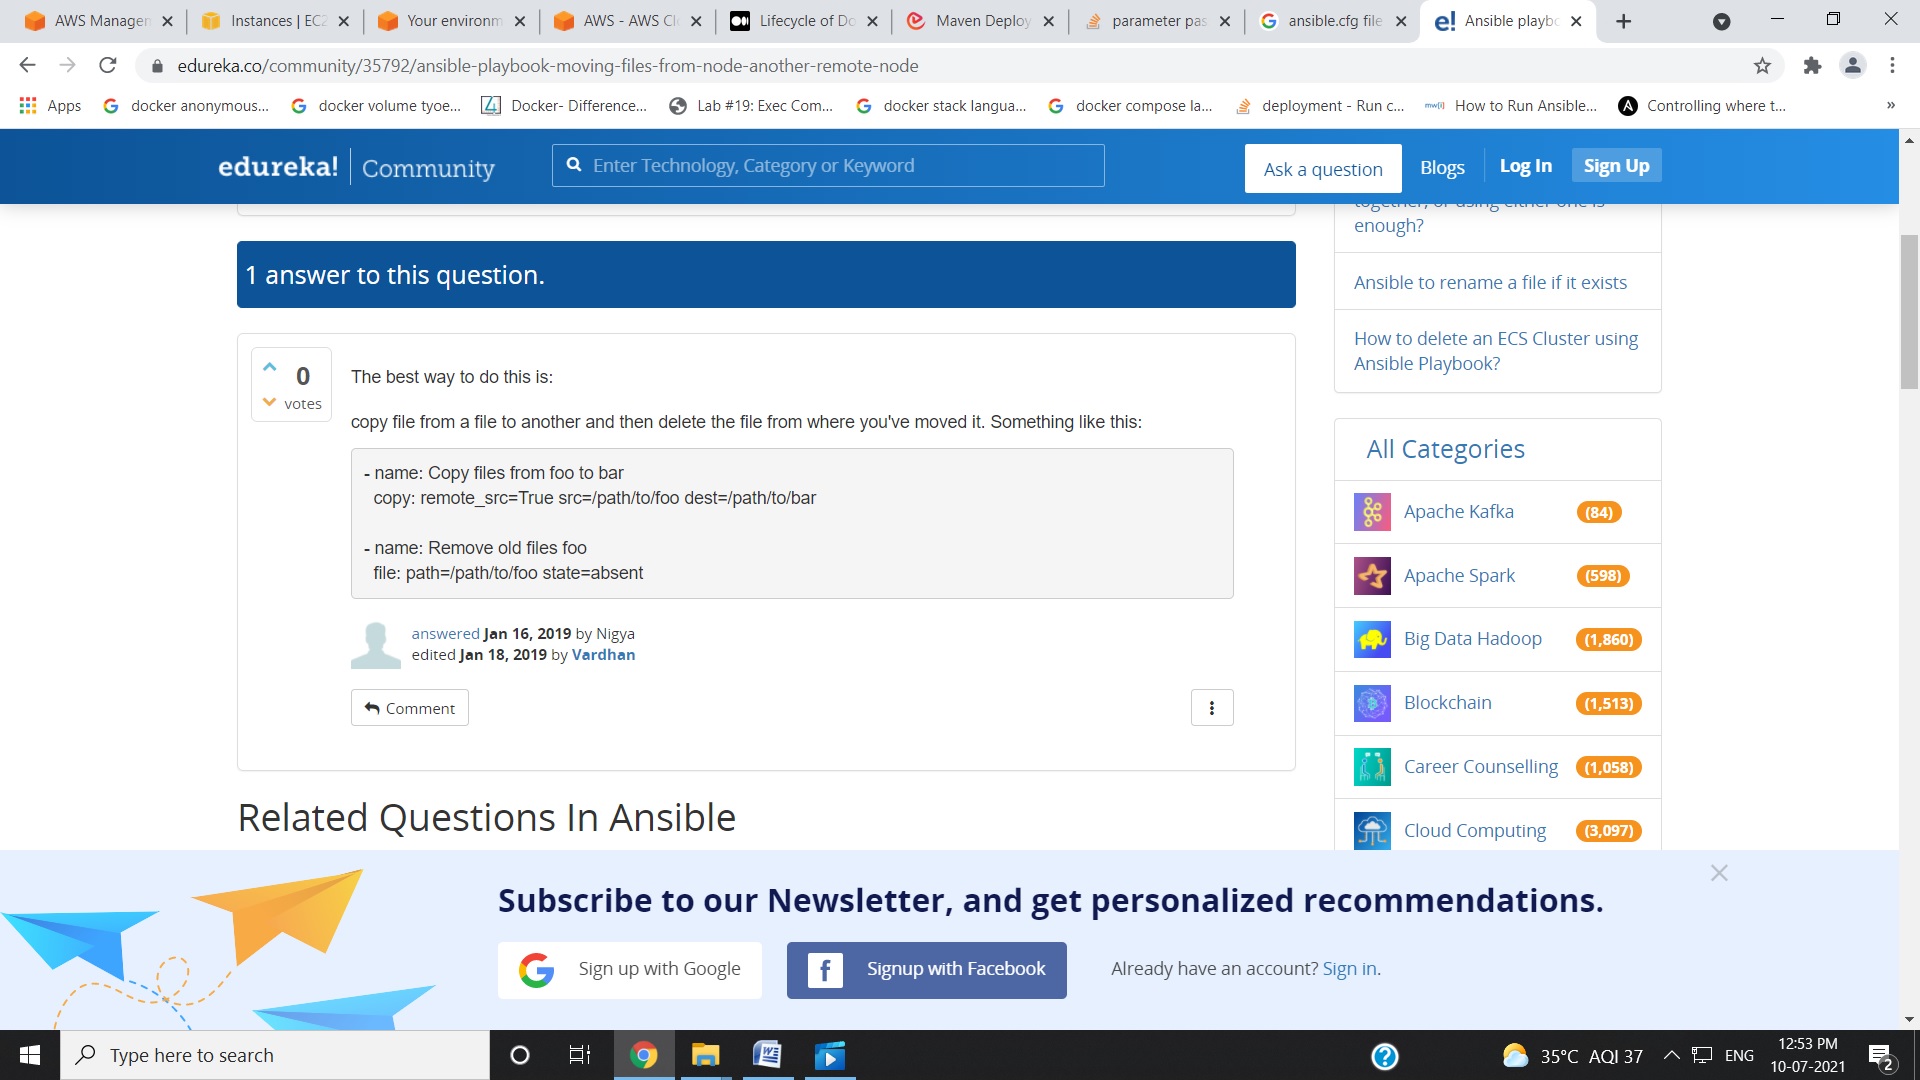 AWS Managen
Instances | EC2
Your environm
AWS - AWS Cl
Lifecycle of Do
Maven Deploy
parameter pas
ansible.cfg file
Ansible playbo
edureka.co/community/35792/ansible-playbook-moving-files-from-node-another-remote-node
Apps
docker anonymous...
docker volume tyoe...
Docker- Difference...
Lab #19: Exec Com...
docker stack langua...
docker compose la...
deployment - Run c...
How to Run Ansible...
Controlling where t...
»
edureka! Community
Enter Technology, Category or Keyword
Ask a question
Blogs
Log In
Sign Up
together, or using either one is
enough?
Ansible to rename a file if it exists
How to delete an ECS Cluster using
Ansible Playbook?
1 answer to this question.
0
votes
The best way to do this is:
copy file from a file to another and then delete the file from where you've moved it. Something like this:
- name: Copy files from foo to bar
copy: remote_src=True src=/path/to/foo dest=/path/to/bar
- name: Remove old files foo
file: path=/path/to/foo state=absent
answered Jan 16, 2019 by Nigya
edited Jan 18, 2019 by Vardhan
Comment
All Categories
Apache Kafka (84)
Apache Spark (598)
Big Data Hadoop (1,860)
Blockchain (1,513)
Career Counselling (1,058)
Cloud Computing (3,097)
Related Questions In Ansible
Subscribe to our Newsletter, and get personalized recommendations.
Sign up with Google
Signup with Facebook
Already have an account? Sign in.
Type here to search
35°C AQI 37
ENG
12:53 PM
10-07-2021
2